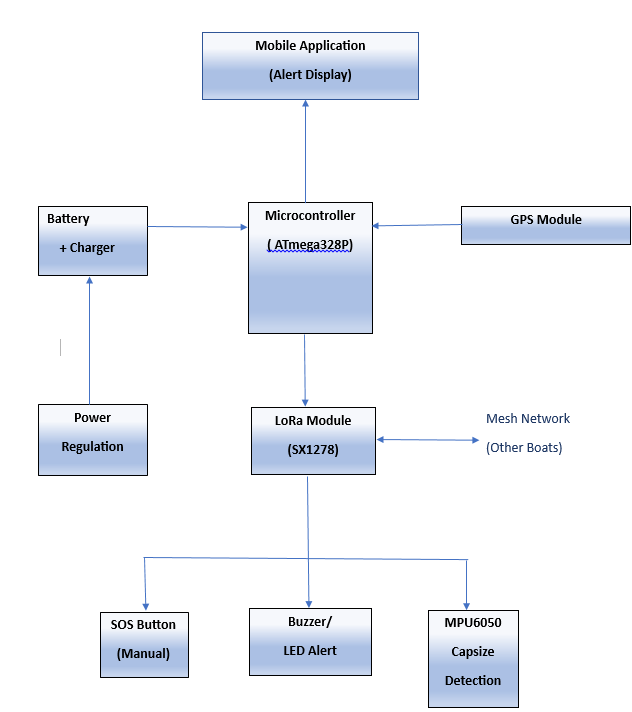 Mobile Application
(Alert Display)
Battery
+ Charger
Microcontroller
( ATmega328P)
GPS Module
Power
Regulation
LoRa Module
(SX1278)
Mesh Network
(Other Boats)
SOS Button
(Manual)
Buzzer/
LED Alert
MPU6050
Capsize
Detection